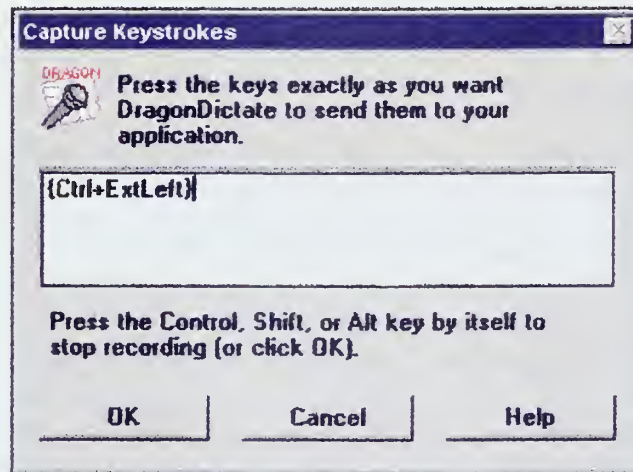 Capture Keystrokes
DRAGON
Press the keys exactly as you want
DragonDictate to send them to your
application.
{Ctrl+ExtLeft}
Press the Control, Shift, or Alt key by itself to
stop recording (or click OK).
OK Cancel Help